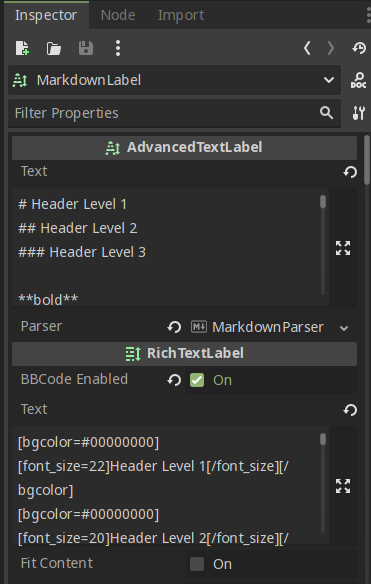 Inspector Node Import
MarkdownLabel
DOC
Filter Properties
AdvancedTextLabel
Text
# Header Level 1
## Header Level 2
### Header Level 3
**bold**
Parser MarkdownParser
RichTextLabel
BBCode Enabled On
Text
[bgcolor=#00000000]
[font_size=22]Header Level 1[/font_size][/
bgcolor]
[bgcolor=#00000000]
[font_size=20]Header Level 2[/font_size][/
Fit Content On